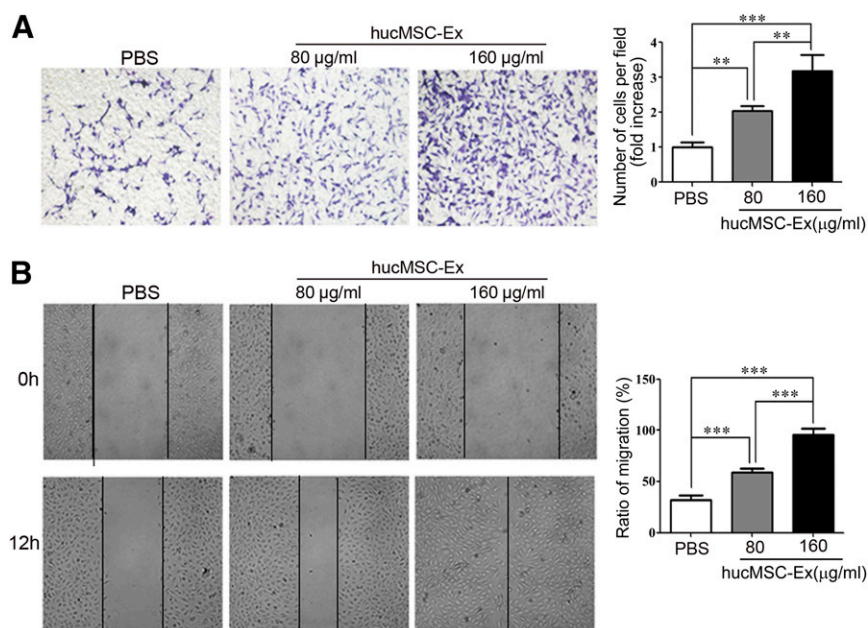 A
hucMSC-Ex
PBS
80 μg/ml
160 μg/ml
Number of cells per field
(fold increase)
5
4
3
2
1
0
**
**
***
PBS
80
160
hucMSC-Ex(μg/ml)
B
hucMSC-Ex
PBS
80 μg/ml
160 μg/ml
0h
12h
Ratio of migration (%)
150
100
50
0
***
***
***
PBS
80
160
hucMSC-Ex(μg/ml)